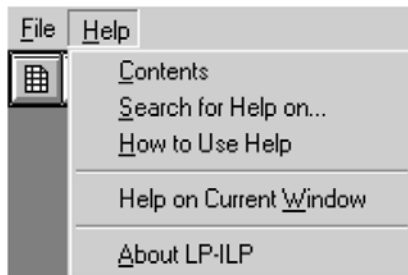 File Help
Contents
Search for Help on...
How to Use Help
Help on Current Window
About LP-ILP